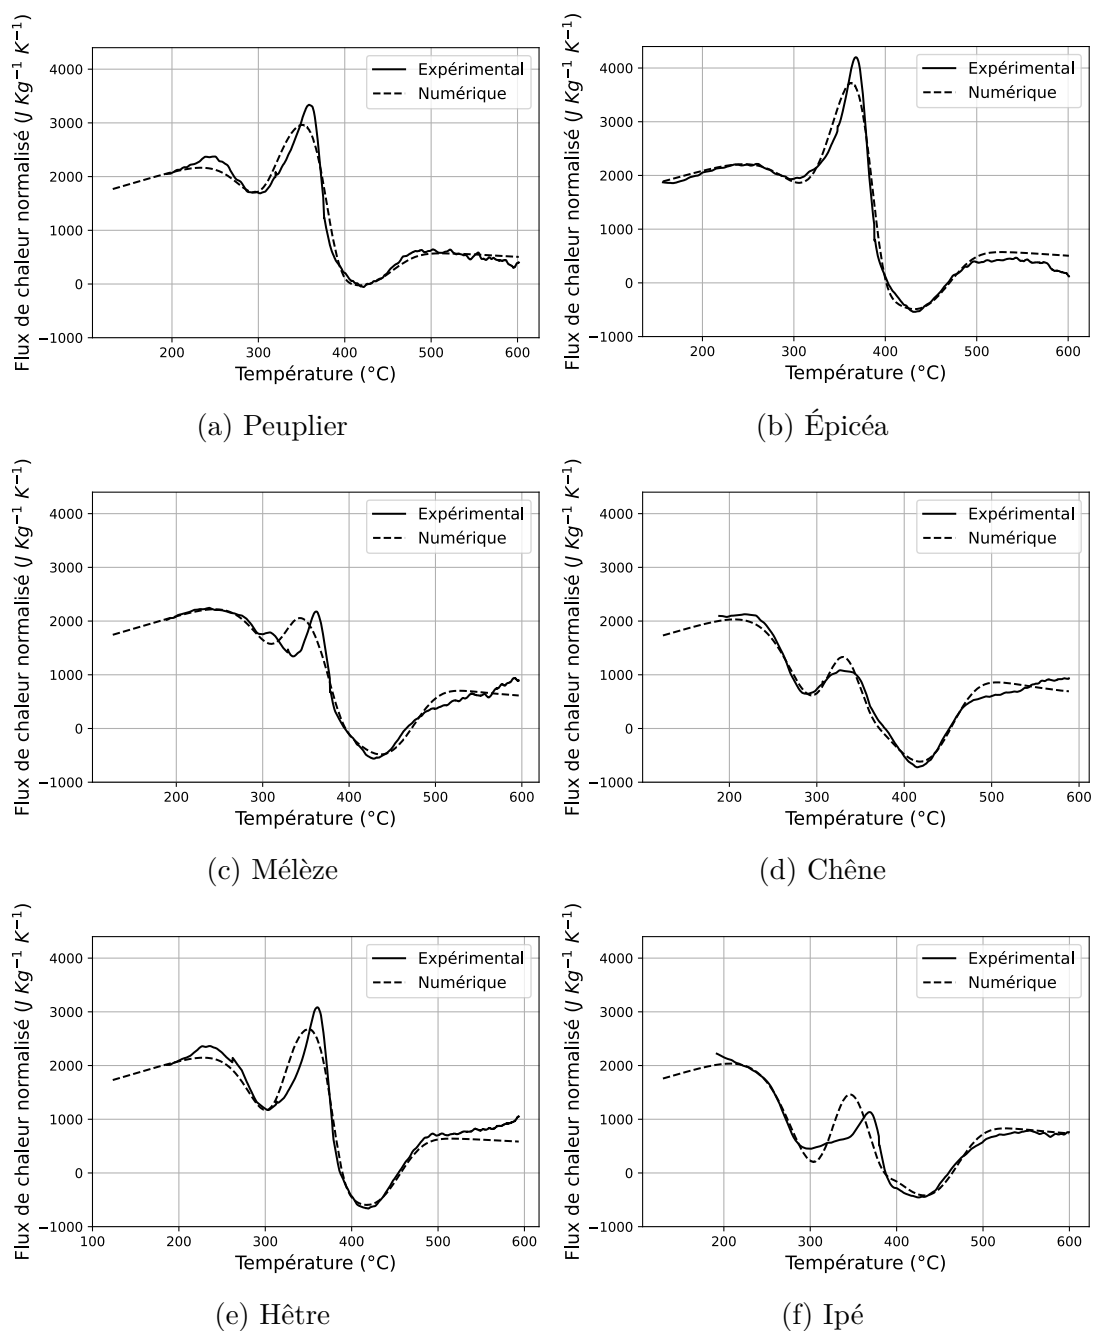 Flux de chaleur normalisé (J Kg⁻¹ K⁻¹)
4000
3000
2000
1000
0
−1000
Expérimental
Numérique
200 300 400 500 600
Température (°C)
(a) Peuplier
Flux de chaleur normalisé (J Kg⁻¹ K⁻¹)
4000
3000
2000
1000
0
−1000
Expérimental
Numérique
200 300 400 500 600
Température (°C)
(b) Épicéa
Flux de chaleur normalisé (J Kg⁻¹ K⁻¹)
4000
3000
2000
1000
0
−1000
Expérimental
Numérique
200 300 400 500 600
Température (°C)
(c) Mélèze
Flux de chaleur normalisé (J Kg⁻¹ K⁻¹)
4000
3000
2000
1000
0
−1000
Expérimental
Numérique
200 300 400 500 600
Température (°C)
(d) Chêne
Flux de chaleur normalisé (J Kg⁻¹ K⁻¹)
4000
3000
2000
1000
0
−1000
Expérimental
Numérique
100 200 300 400 500 600
Température (°C)
(e) Hêtre
Flux de chaleur normalisé (J Kg⁻¹ K⁻¹)
4000
3000
2000
1000
0
−1000
Expérimental
Numérique
200 300 400 500 600
Température (°C)
(f) Ipé